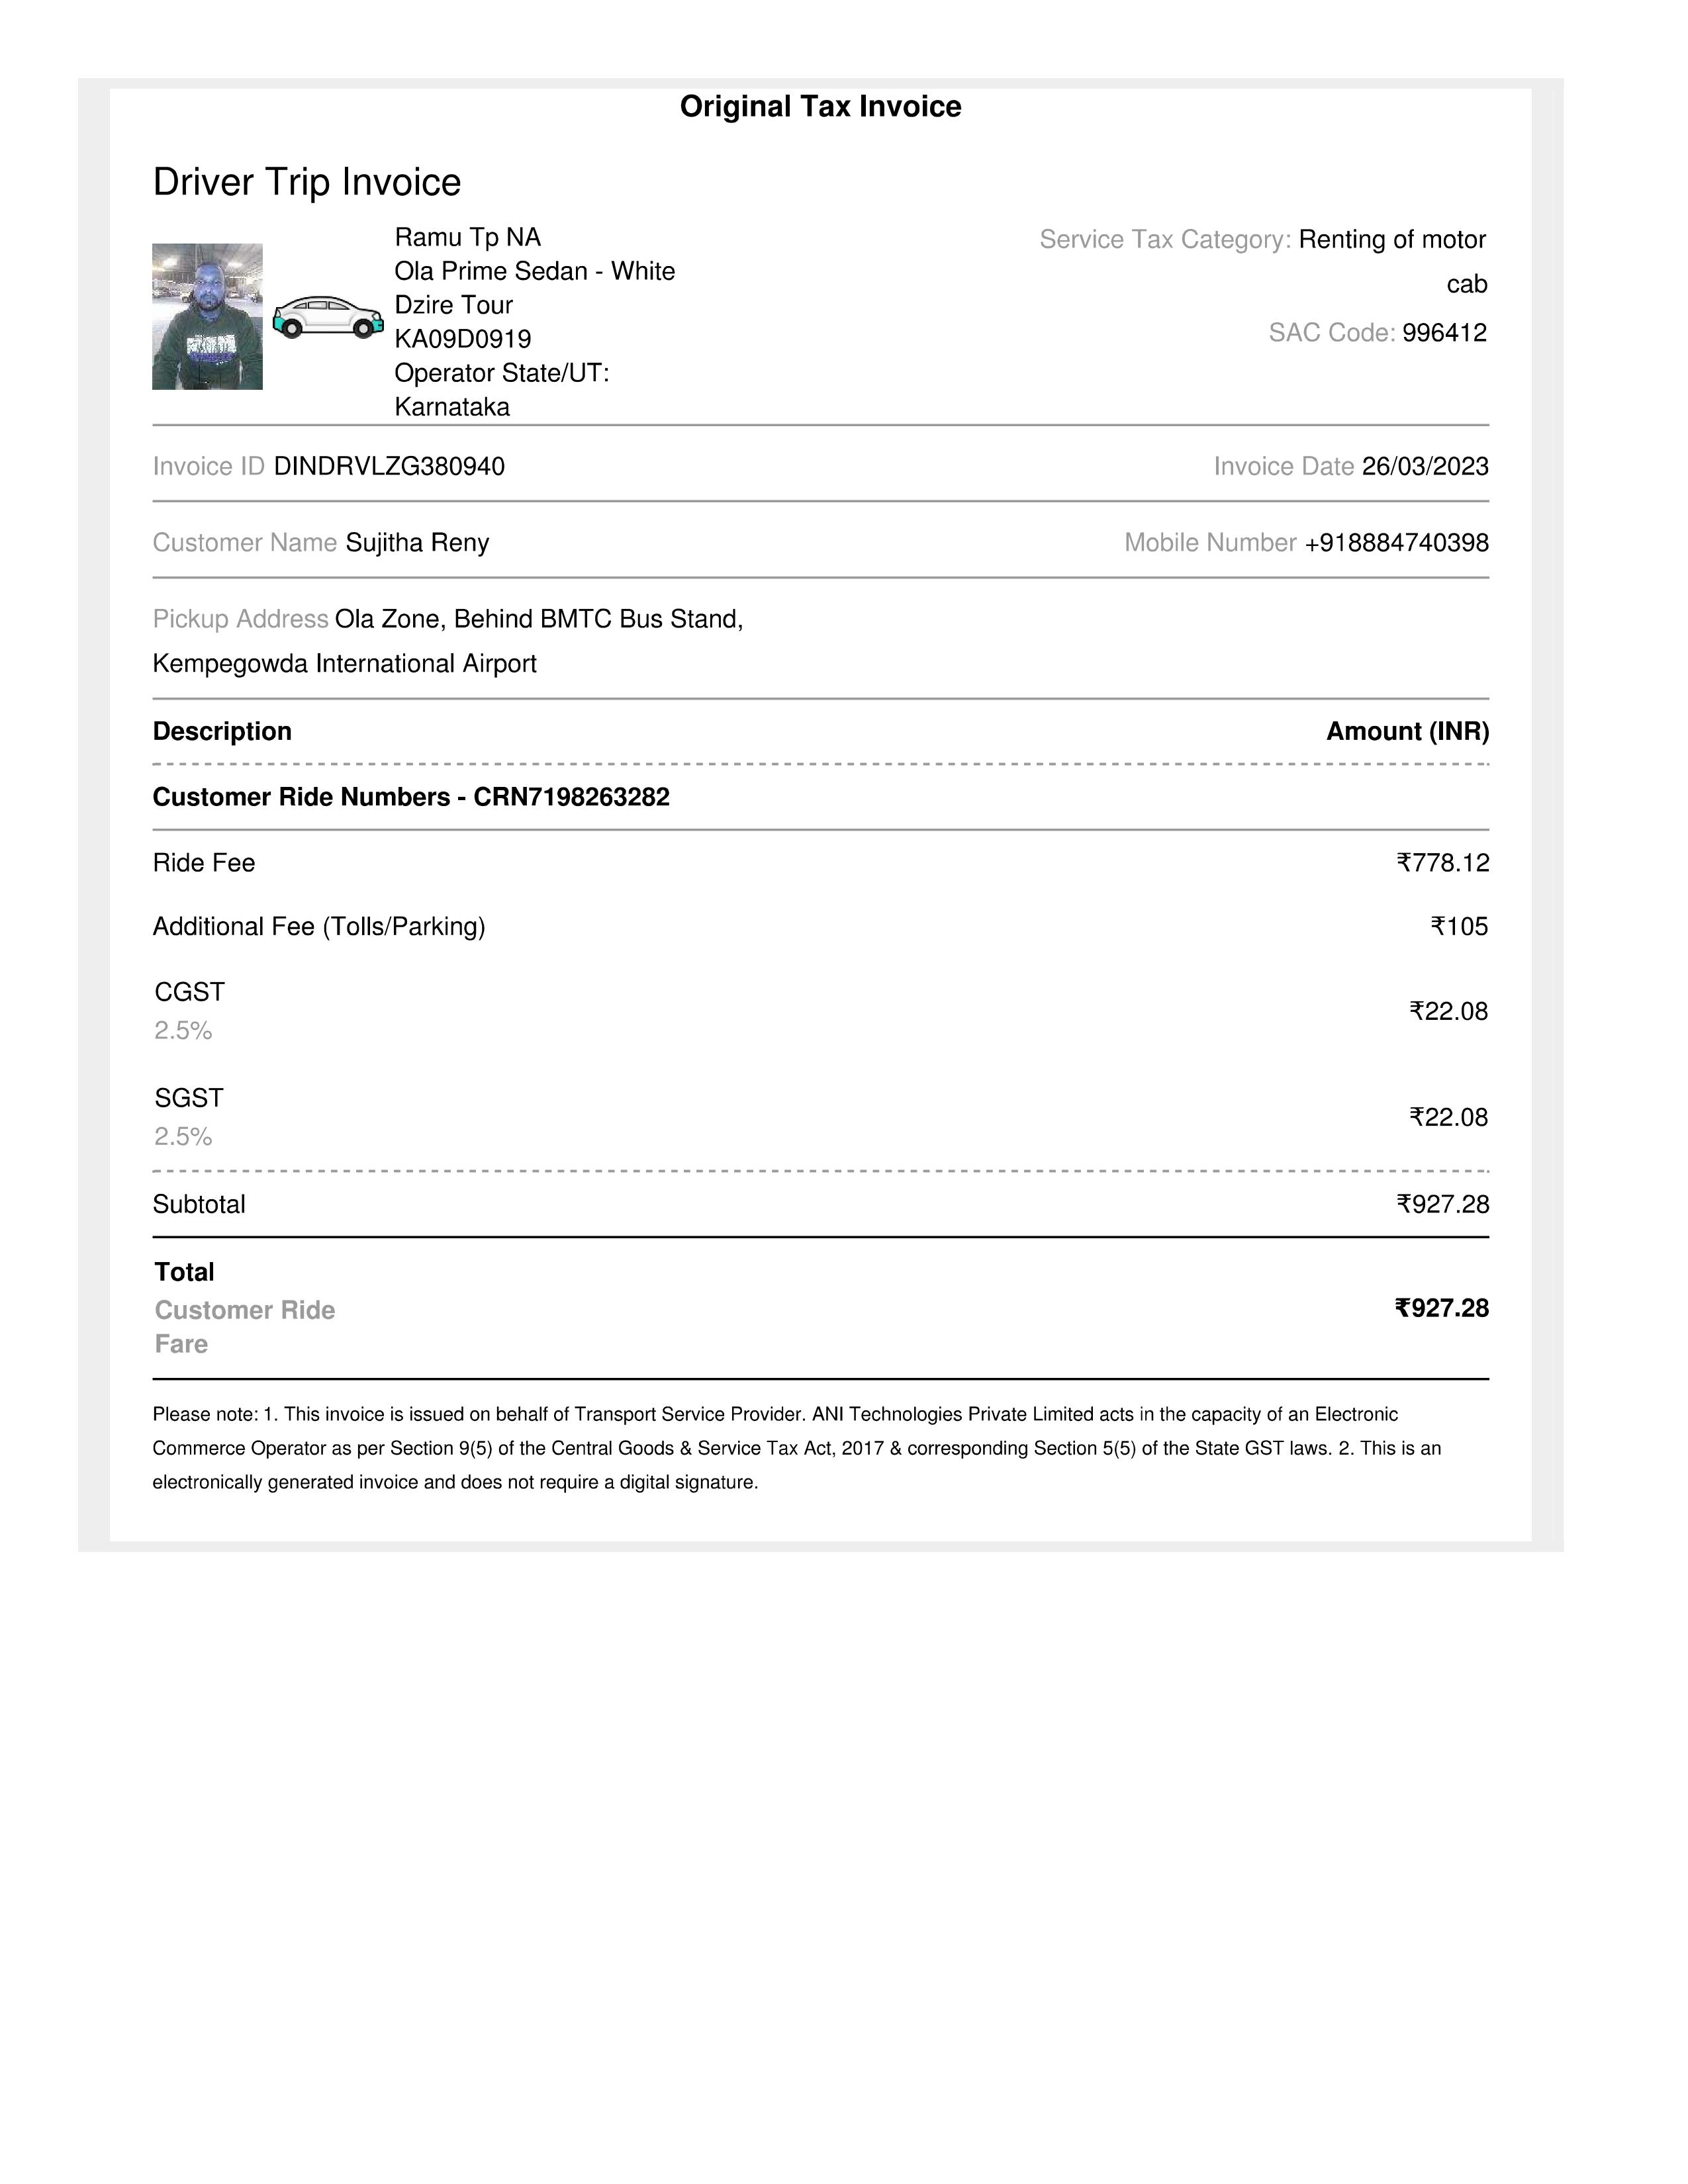 Original Tax Invoice
Driver Trip Invoice
Ramu Tp NA
Ola Prime Sedan - White
Dzire Tour
KA09D0919
Operator State/UT:
Karnataka
Service Tax Category: Renting of motor
cab
SAC Code: 996412
Invoice ID DINDRVLZG380940
Invoice Date 26/03/2023
Customer Name Sujitha Reny
Mobile Number +918884740398
Pickup Address Ola Zone, Behind BMTC Bus Stand,
Kempegowda International Airport
Description
Amount (INR)
Customer Ride Numbers - CRN7198263282
Ride Fee
₹778.12
Additional Fee (Tolls/Parking)
₹105
CGST
2.5%
₹22.08
SGST
2.5%
₹22.08
Subtotal
₹927.28
Total
Customer Ride
Fare
₹927.28
Please note: 1. This invoice is issued on behalf of Transport Service Provider. ANI Technologies Private Limited acts in the capacity of an Electronic
Commerce Operator as per Section 9(5) of the Central Goods & Service Tax Act, 2017 & corresponding Section 5(5) of the State GST laws. 2. This is an
electronically generated invoice and does not require a digital signature.